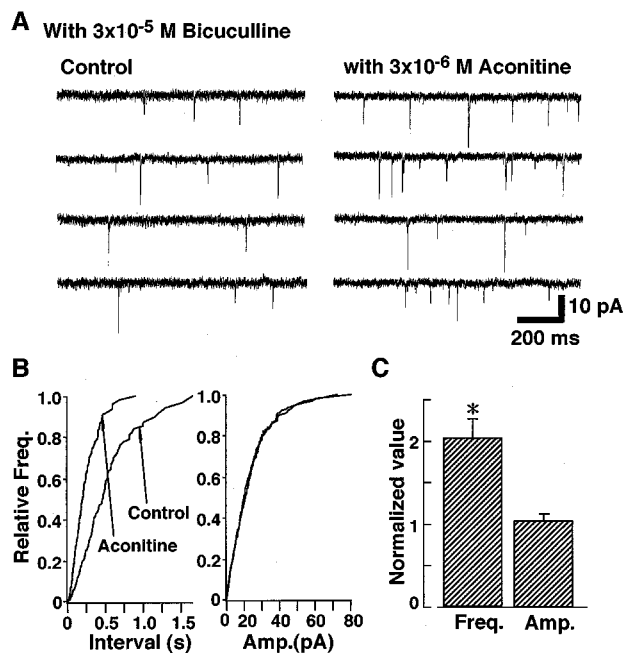 A With 3x10-5 M Bicuculline
Control
with 3x10-6 M Aconitine
10 pA
200 ms
B
C
Relative Freq.
1.0
0.8
0.6
0.4
0.2
0
Control
Aconitine
0 0.5 1.0 1.5
Interval (s)
1.0
0.8
0.6
0.4
0.2
0
0 20 40 60 80
Amp.(pA)
Normalized value
2
1
0
*
Freq. Amp.